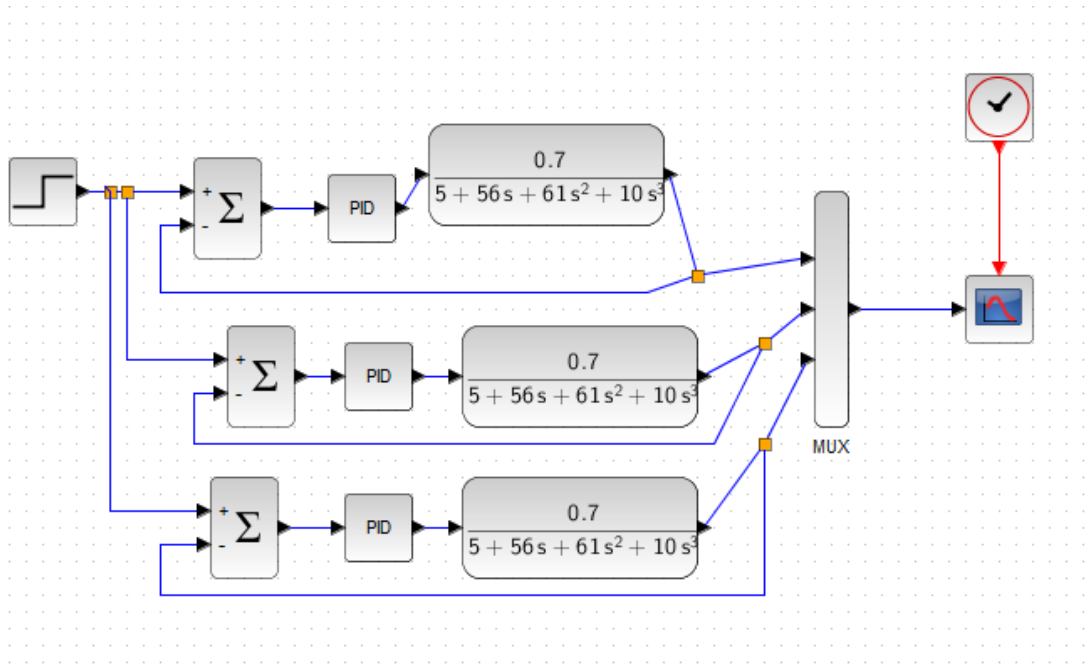 0.7
5 + 56s + 61s² + 10s³
+
-
Σ
PID
0.7
5 + 56s + 61s² + 10s³
+
-
Σ
PID
MUX
0.7
5 + 56s + 61s² + 10s³
+
-
Σ
PID